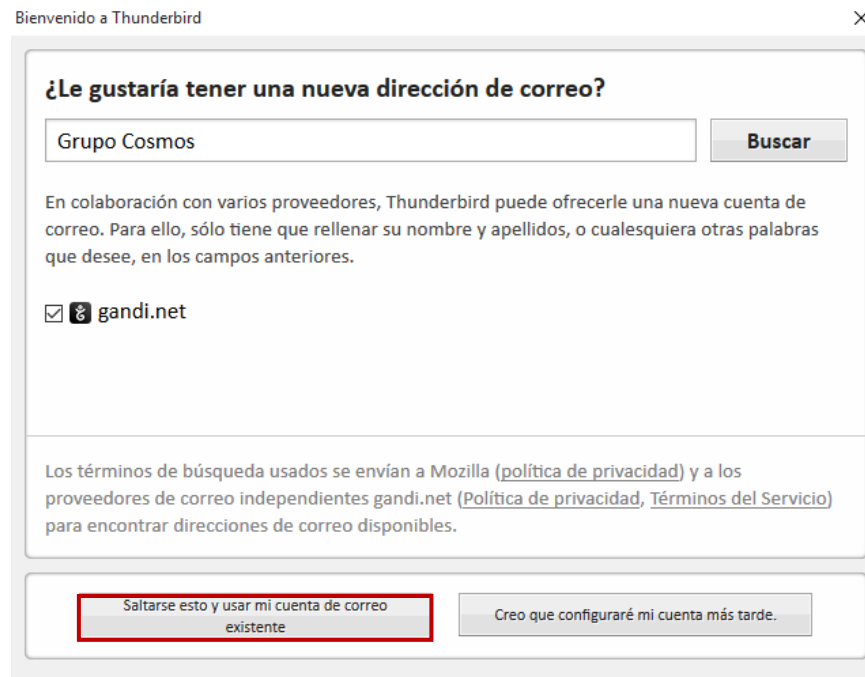 Bienvenido a Thunderbird
¿Le gustaría tener una nueva dirección de correo?
Grupo Cosmos
Buscar
En colaboración con varios proveedores, Thunderbird puede ofrecerle una nueva cuenta de
correo. Para ello, sólo tiene que rellenar su nombre y apellidos, o cualesquiera otras palabras
que desee, en los campos anteriores.
gandi.net
Los términos de búsqueda usados se envían a Mozilla (política de privacidad) y a los
proveedores de correo independientes gandi.net (Política de privacidad, Términos del Servicio)
para encontrar direcciones de correo disponibles.
Saltarse esto y usar mi cuenta de correo
existente
Creo que configuraré mi cuenta más tarde.